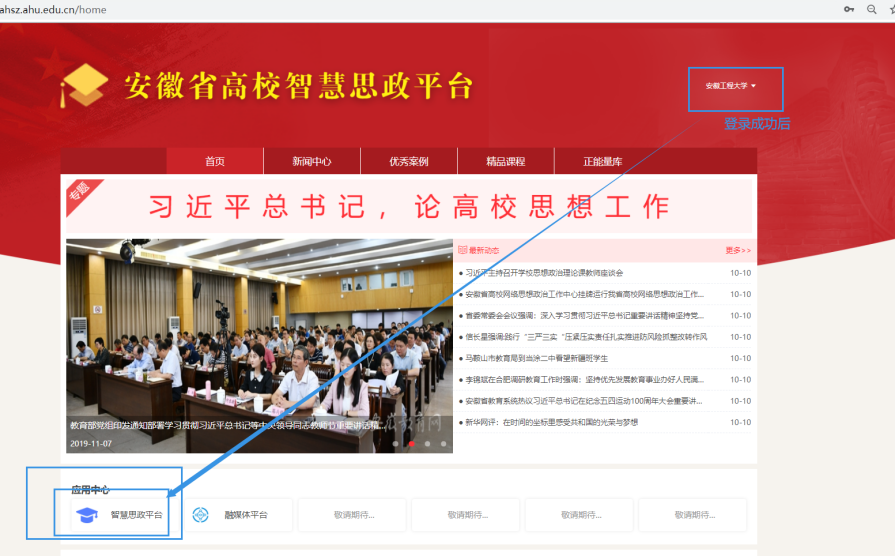 ahsz.ahu.edu.cn/home
安徽省高校智慧思政平台
安徽工程大学
登录成功后
首页 新闻中心 优秀案例 精品课程 正能量库
专题
习近平总书记，论高校思想工作
最新动态 更多>>
习近平主持召开学校思想政治理论课教师座谈会 10-10
安徽省高校网络思想政治工作中心挂牌运行我省高校网络思想政治工作... 10-10
省委常委会会议强调：深入学习贯彻习近平总书记重要讲话精神坚持党... 10-10
信长星强调:践行“三严三实“压紧压实责任扎实推进防风险抓整改转作风 10-10
马鞍山市教育局到当涂二中看望新疆班学生 10-10
李锦斌在合肥调研教育工作时强调：坚持优先发展教育事业办好人民满... 10-10
安徽省教育系统热议习近平总书记在纪念五四运动100周年大会重要讲... 10-10
新华网评：在时间的坐标里感受共和国的光荣与梦想 10-10
教育部党组印发通知部署学习贯彻习近平总书记等中央领导同志教师节重要讲话精...
2019-11-07
应用中心
智慧思政平台 融媒体平台 敬请期待... 敬请期待... 敬请期待... 敬请期待...